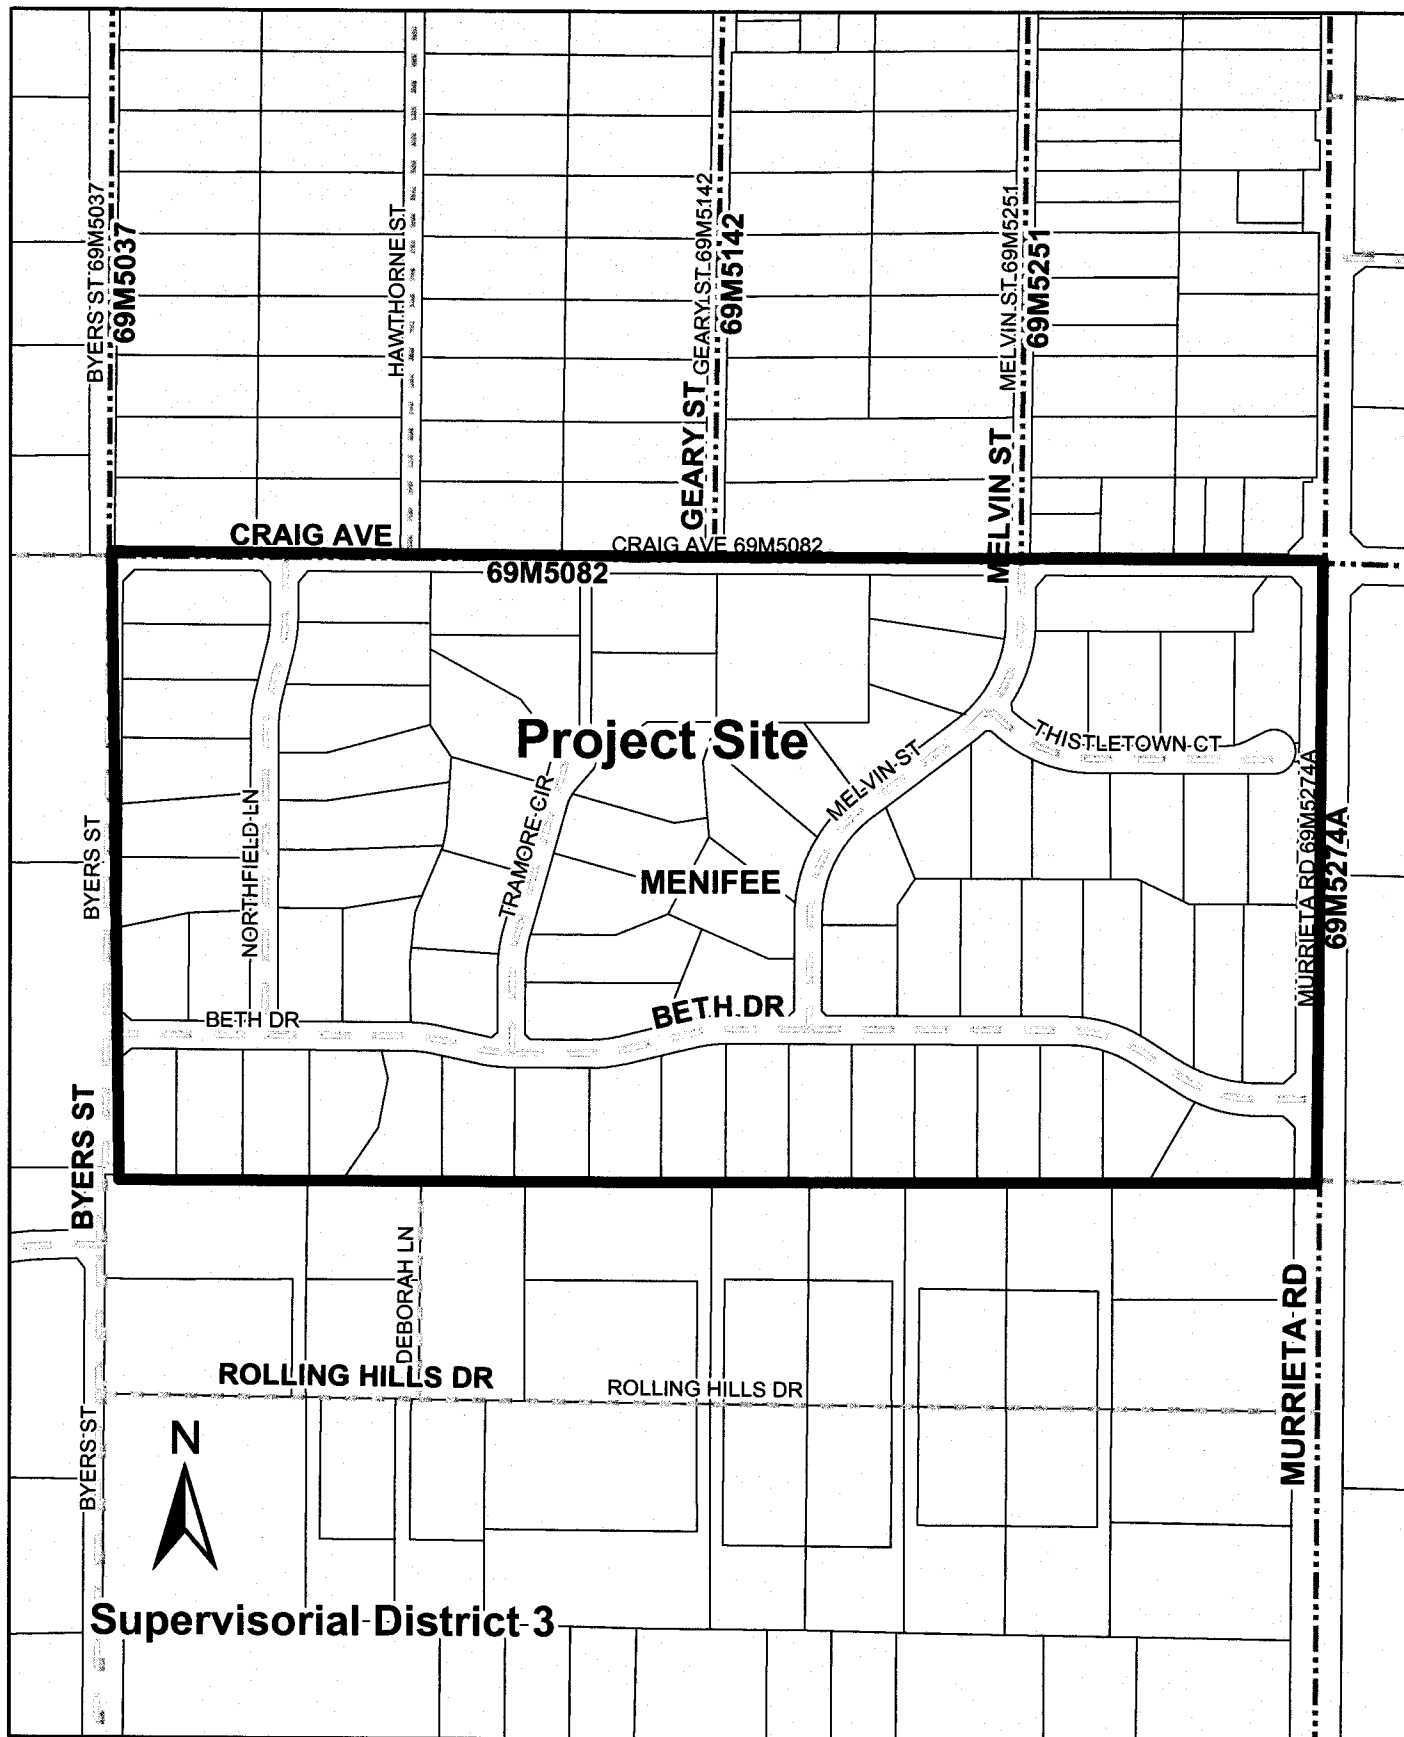 BYERS ST 69M5037
69M5037
HAWTHORNE ST
GEARY ST 69M5142
69M5142
GEARY ST
MELVIN ST 69M5251
69M5251
MELVIN ST
CRAIG AVE
CRAIG AVE 69M5082
69M5082
Project Site
THISTLETOWN CT
MELVIN ST
MURRIETA RD 69M5274A
69M5274A
BYERS ST
NORTHFIELD LN
TRAMORE CIR
MENIFEE
BETH DR
BETH DR
BYERS ST
DEBORAH LN
MURRIETA RD
ROLLING HILLS DR
ROLLING HILLS DR
BYERS ST
N
Supervisorial District 3